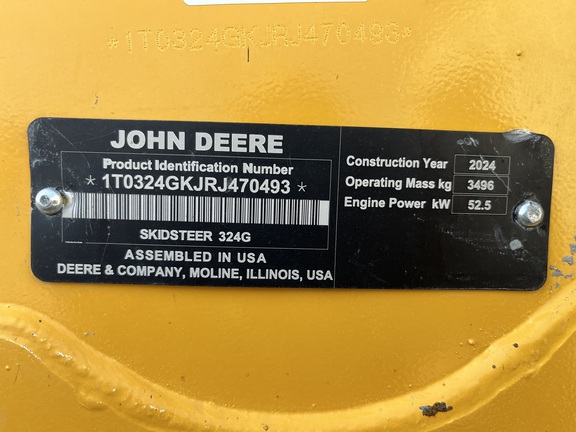 *1T0324GKJRJ470493*
JOHN DEERE
Product Identification Number
* 1T0324GKJRJ470493 *
SKIDSTEER 324G
ASSEMBLED IN USA
DEERE & COMPANY, MOLINE, ILLINOIS, USA
Construction Year 2024
Operating Mass kg 3496
Engine Power kW 52.5